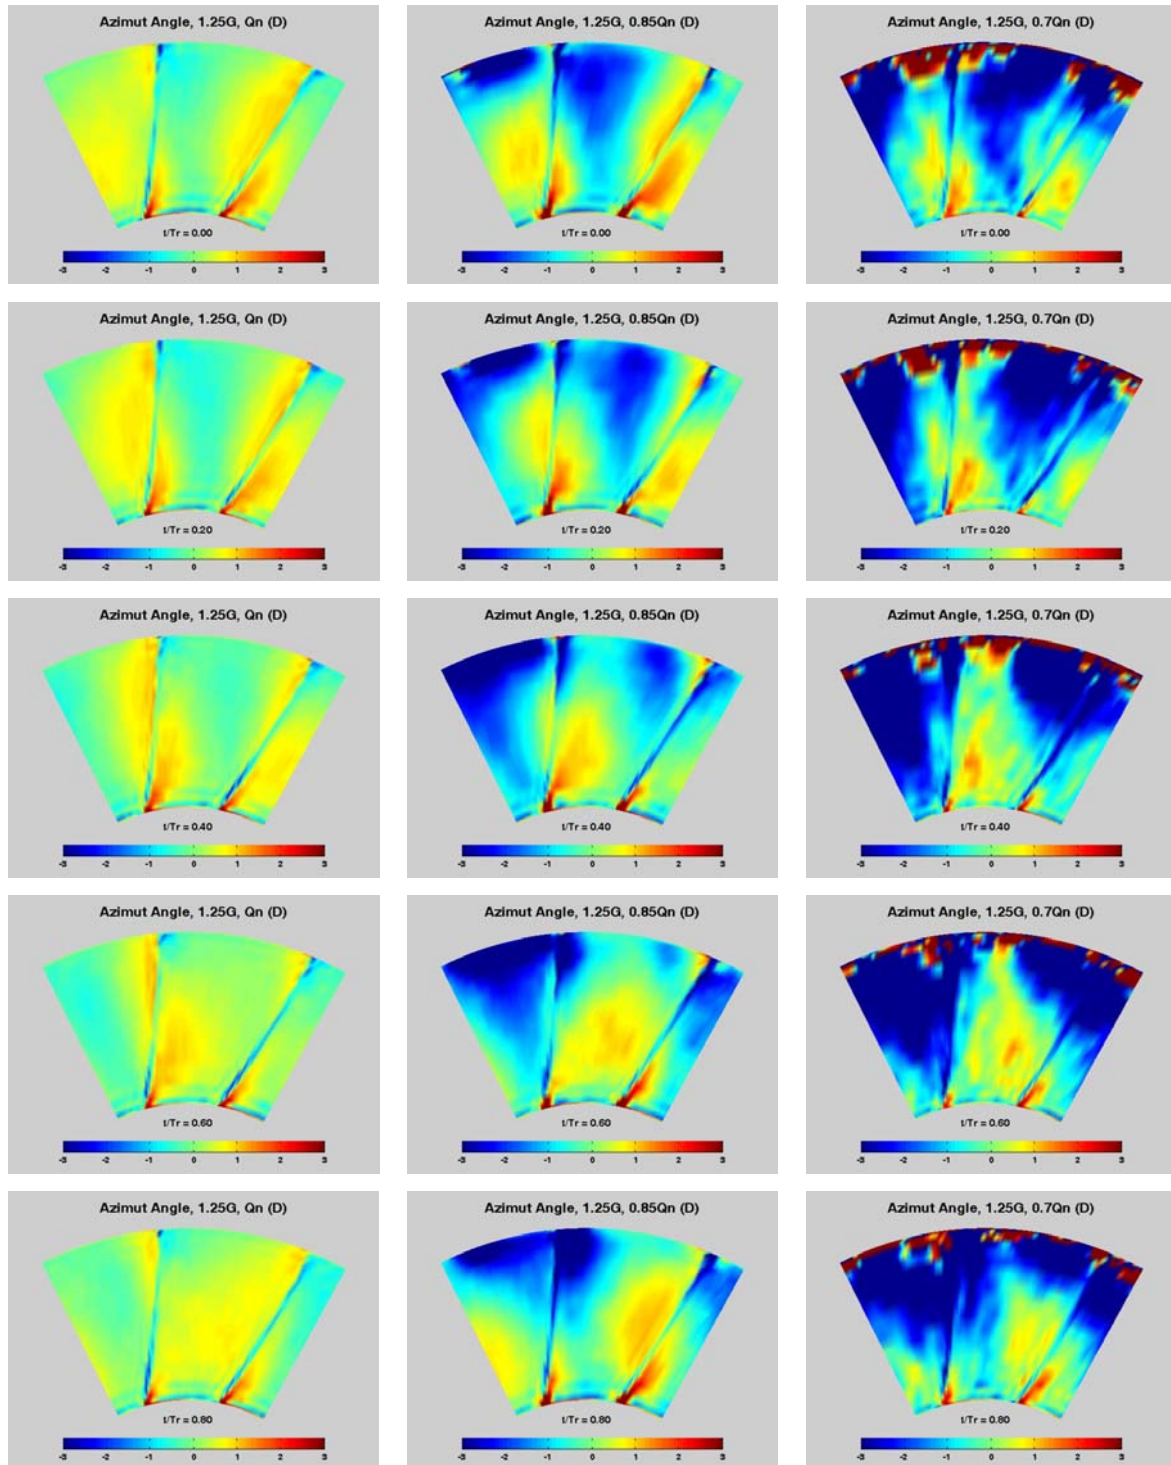 Azimut Angle, 1.25G, Qn (D)
t/Tr = 0.00
-3 -2 -1 0 1 2 3
Azimut Angle, 1.25G, 0.85Qn (D)
t/Tr = 0.00
-3 -2 -1 0 1 2 3
Azimut Angle, 1.25G, 0.7Qn (D)
t/Tr = 0.00
-3 -2 -1 0 1 2 3
Azimut Angle, 1.25G, Qn (D)
t/Tr = 0.20
-3 -2 -1 0 1 2 3
Azimut Angle, 1.25G, 0.85Qn (D)
t/Tr = 0.20
-3 -2 -1 0 1 2 3
Azimut Angle, 1.25G, 0.7Qn (D)
t/Tr = 0.20
-3 -2 -1 0 1 2 3
Azimut Angle, 1.25G, Qn (D)
t/Tr = 0.40
-3 -2 -1 0 1 2 3
Azimut Angle, 1.25G, 0.85Qn (D)
t/Tr = 0.40
-3 -2 -1 0 1 2 3
Azimut Angle, 1.25G, 0.7Qn (D)
t/Tr = 0.40
-3 -2 -1 0 1 2 3
Azimut Angle, 1.25G, Qn (D)
t/Tr = 0.60
-3 -2 -1 0 1 2 3
Azimut Angle, 1.25G, 0.85Qn (D)
t/Tr = 0.60
-3 -2 -1 0 1 2 3
Azimut Angle, 1.25G, 0.7Qn (D)
t/Tr = 0.60
-3 -2 -1 0 1 2 3
Azimut Angle, 1.25G, Qn (D)
t/Tr = 0.80
-3 -2 -1 0 1 2 3
Azimut Angle, 1.25G, 0.85Qn (D)
t/Tr = 0.80
-3 -2 -1 0 1 2 3
Azimut Angle, 1.25G, 0.7Qn (D)
t/Tr = 0.80
-3 -2 -1 0 1 2 3